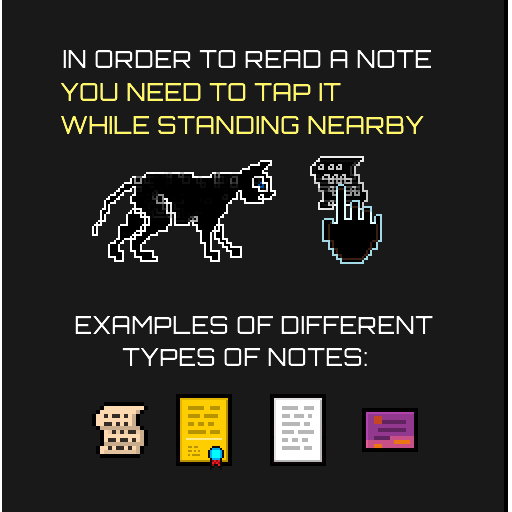 IN ORDER TO READ A NOTE
YOU NEED TO TAP IT
WHILE STANDING NEARBY
EXAMPLES OF DIFFERENT
TYPES OF NOTES: